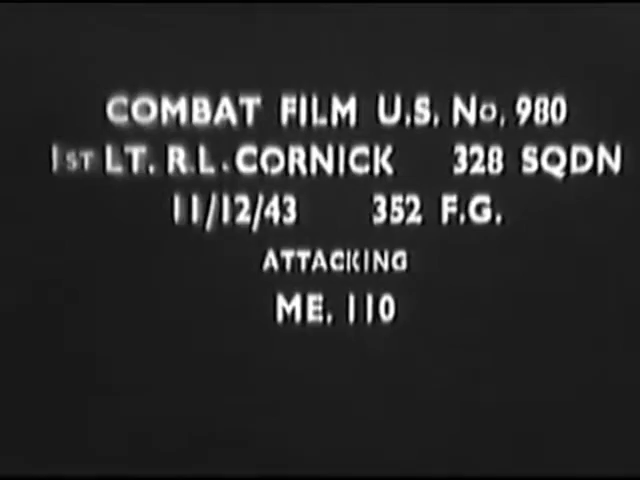 COMBAT FILM U.S. No. 980
1ST LT. R.L. CORNICK 328 SQDN
11/12/43 352 F.G.
ATTACKING
ME. 110